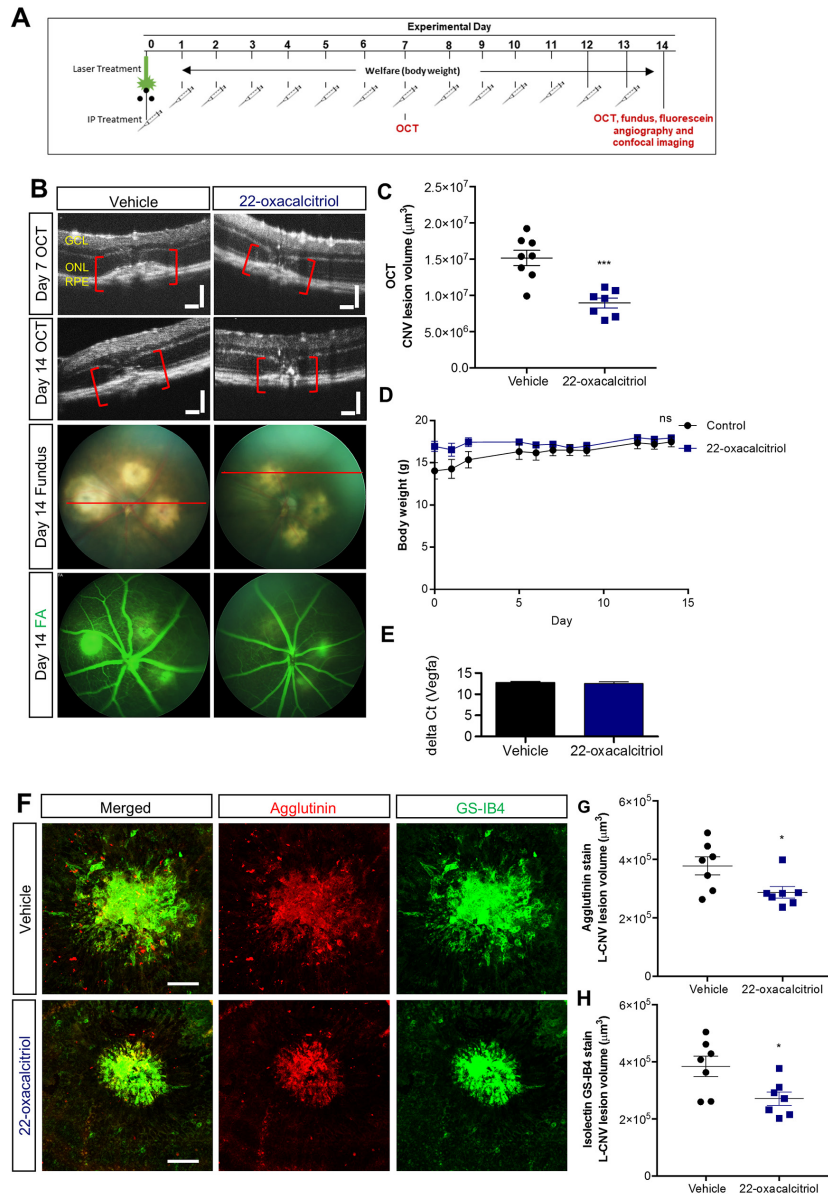 A
Experimental Day
0 1 2 3 4 5 6 7 8 9 10 11 12 13 14
Laser Treatment
Welfare (body weight)
IP Treatment
OCT
OCT, fundus, fluorescein
angiography and
confocal imaging
B
Vehicle
22-oxacalcitriol
Day 7 OCT
GCL
ONL
RPE
Day 14 OCT
Day 14 Fundus
Day 14 FA
FA
C
OCT
CNV lesion volume (µm³)
2.5×10⁷
2.0×10⁷
1.5×10⁷
1.0×10⁷
5.0×10⁶
0.0
***
Vehicle
22-oxacalcitriol
D
Body weight (g)
20
15
10
5
0
0 5 10 15
Day
ns
Control
22-oxacalcitriol
E
delta Ct (Vegfa)
15
10
5
0
Vehicle
22-oxacalcitriol
F
Merged
Agglutinin
GS-IB4
Vehicle
22-oxacalcitriol
G
Agglutinin stain
L-CNV lesion volume (µm³)
6×10⁵
4×10⁵
2×10⁵
0
*
Vehicle
22-oxacalcitriol
H
Isolectin GS-IB4 stain
L-CNV lesion volume (µm³)
6×10⁵
4×10⁵
2×10⁵
0
*
Vehicle
22-oxacalcitriol